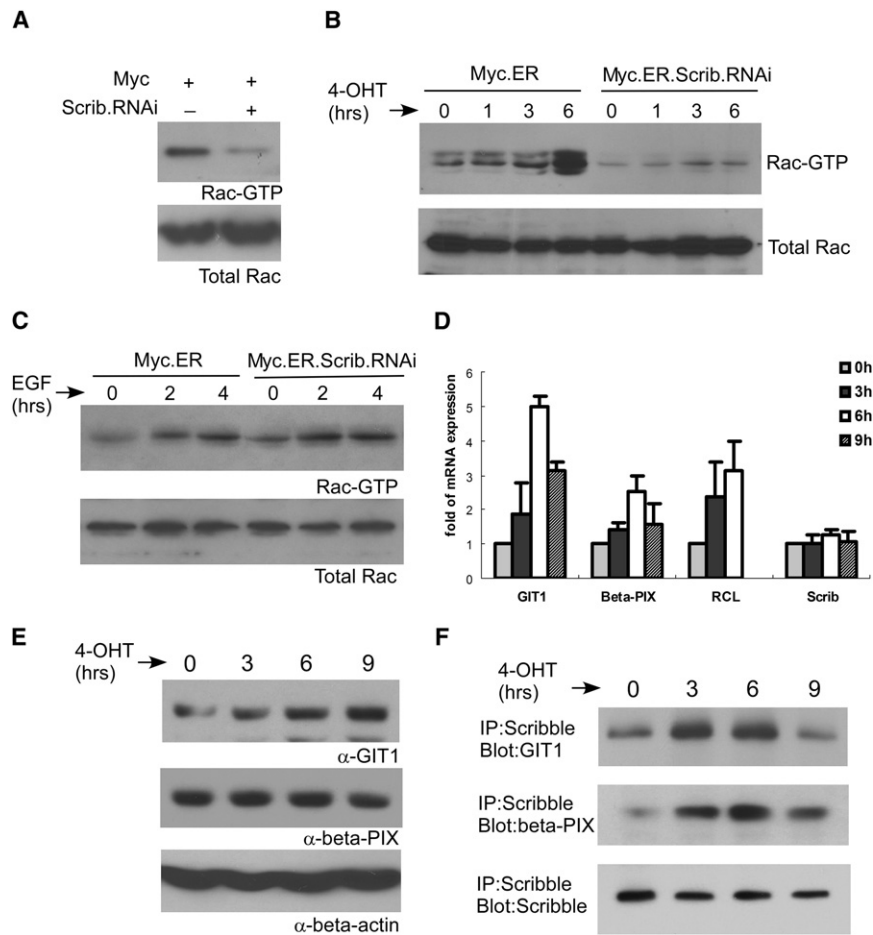 A
Myc + +
Scrib.RNAi – +
Rac-GTP
Total Rac
B
Myc.ER Myc.ER.Scrib.RNAi
4-OHT
(hrs) 0 1 3 6 0 1 3 6
Rac-GTP
Total Rac
C
Myc.ER Myc.ER.Scrib.RNAi
EGF
(hrs) 0 2 4 0 2 4
Rac-GTP
Total Rac
D
fold of mRNA expression
6
5
4
3
2
1
0
GIT1 Beta-PIX RCL Scrib
0h
3h
6h
9h
E
4-OHT
(hrs) 0 3 6 9
α-GIT1
α-beta-PIX
α-beta-actin
F
4-OHT
(hrs) 0 3 6 9
IP:Scribble
Blot:GIT1
IP:Scribble
Blot:beta-PIX
IP:Scribble
Blot:Scribble